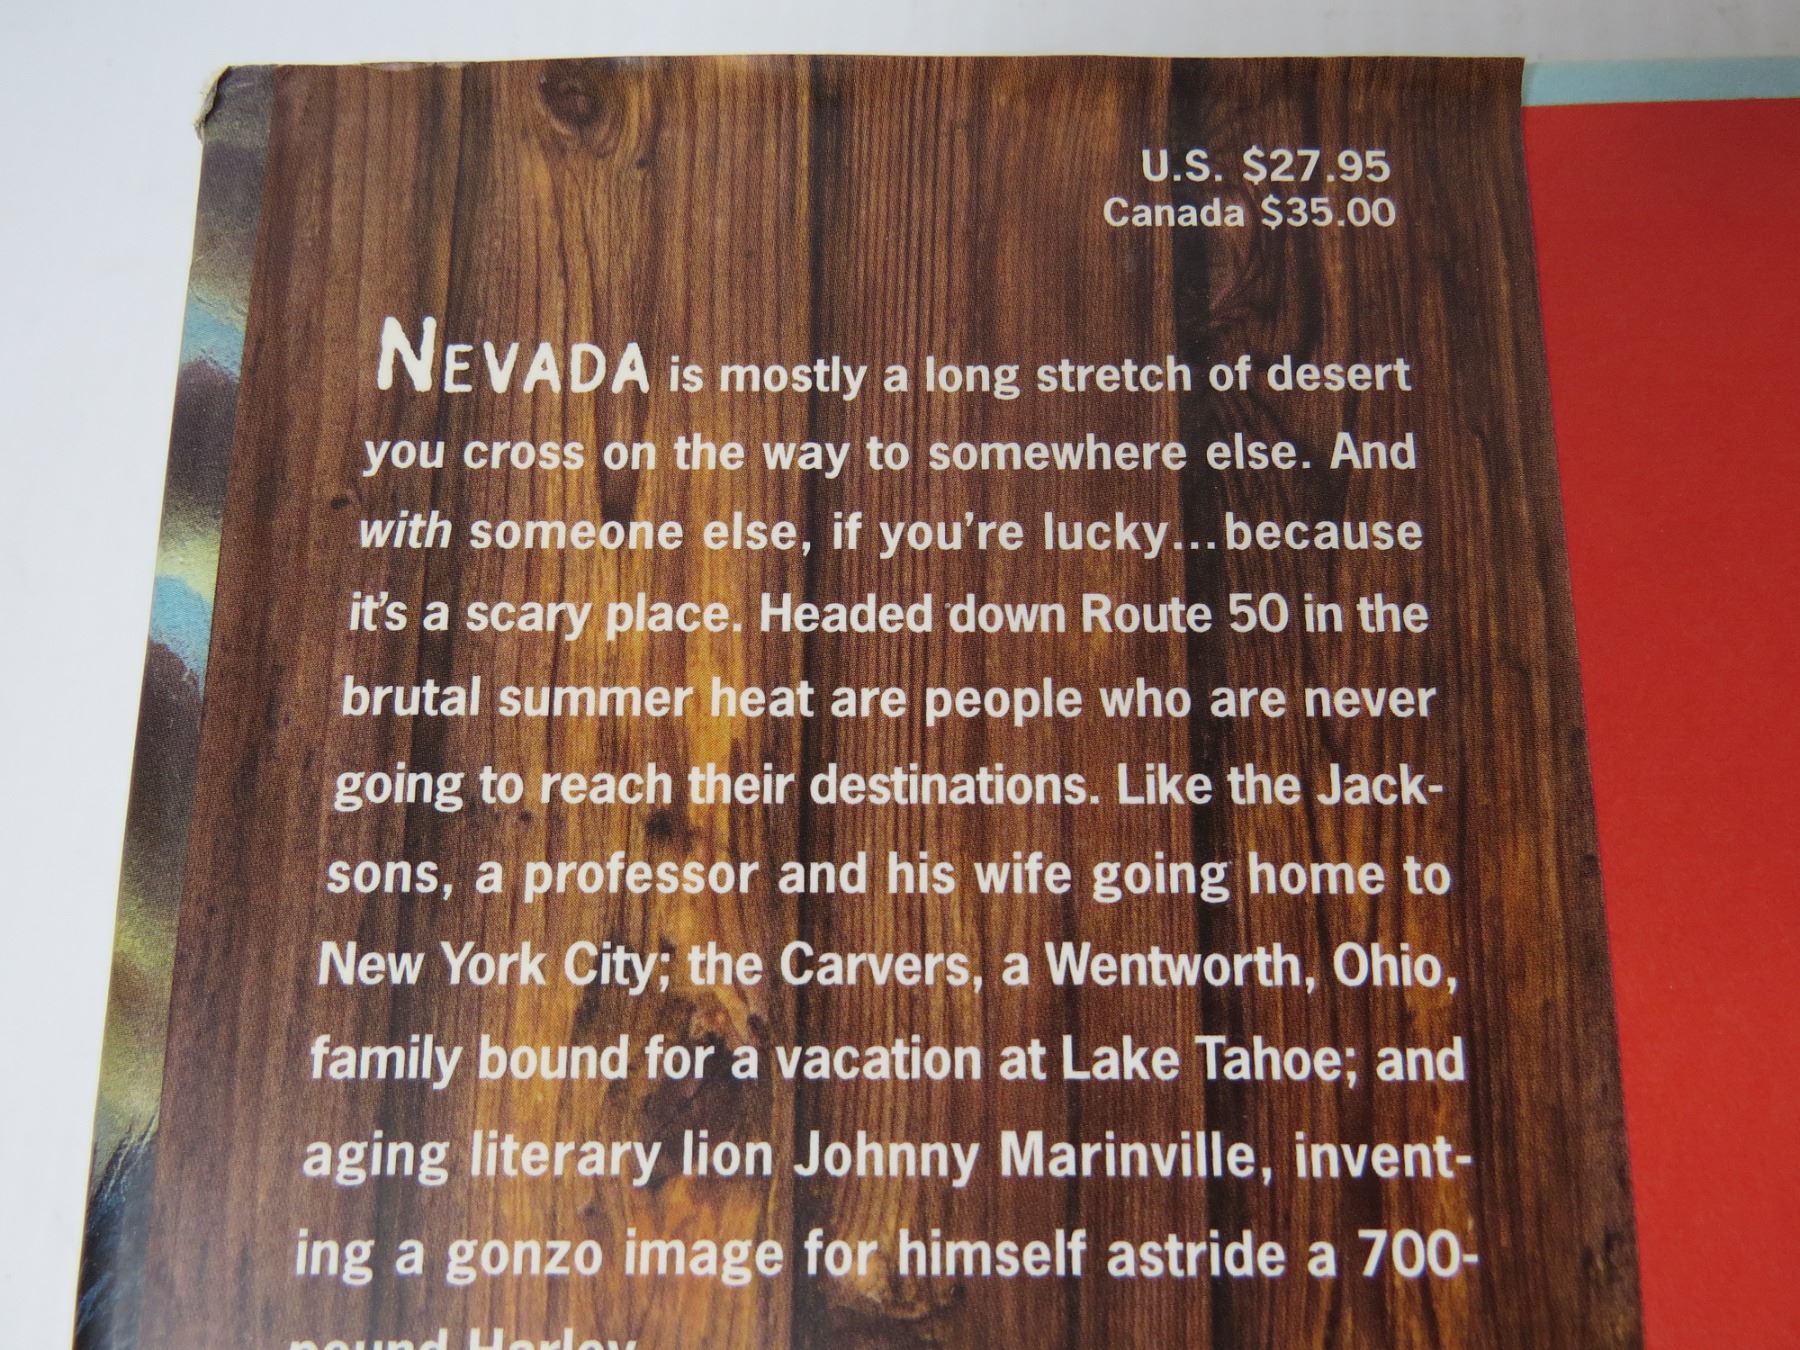 U.S. $27.95
Canada $35.00
NEVADA is mostly a long stretch of desert
you cross on the way to somewhere else. And
with someone else, if you're lucky...because
it's a scary place. Headed down Route 50 in the
brutal summer heat are people who are never
going to reach their destinations. Like the Jack-
sons, a professor and his wife going home to
New York City; the Carvers, a Wentworth, Ohio,
family bound for a vacation at Lake Tahoe; and
aging literary lion Johnny Marinville, invent-
ing a gonzo image for himself astride a 700-
pound Harley.